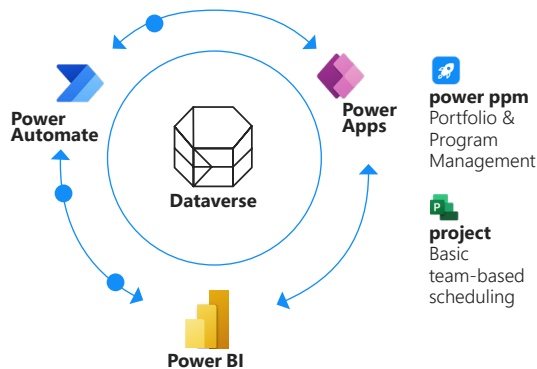 Power
Automate
Power
Apps
Dataverse
Power BI
power ppm
Portfolio &
Program
Management
P
project
Basic
team-based
scheduling